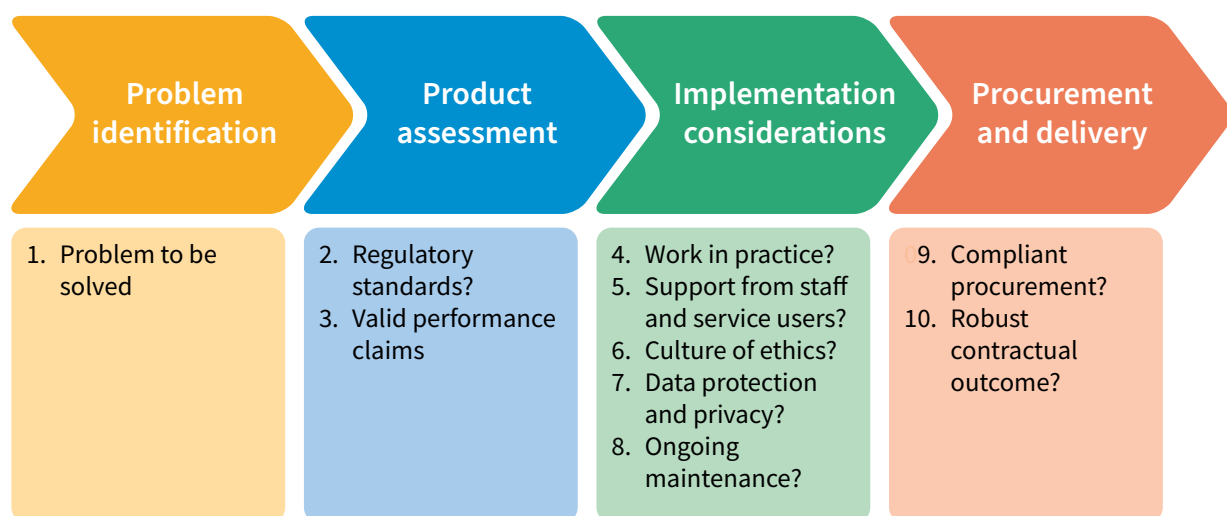 Problem
identification
Product
assessment
Implementation
considerations
Procurement
and delivery
1. Problem to be
solved
2. Regulatory
standards?
3. Valid performance
claims
4. Work in practice?
5. Support from staff
and service users?
6. Culture of ethics?
7. Data protection
and privacy?
8. Ongoing
maintenance?
09. Compliant
procurement?
10. Robust
contractual
outcome?